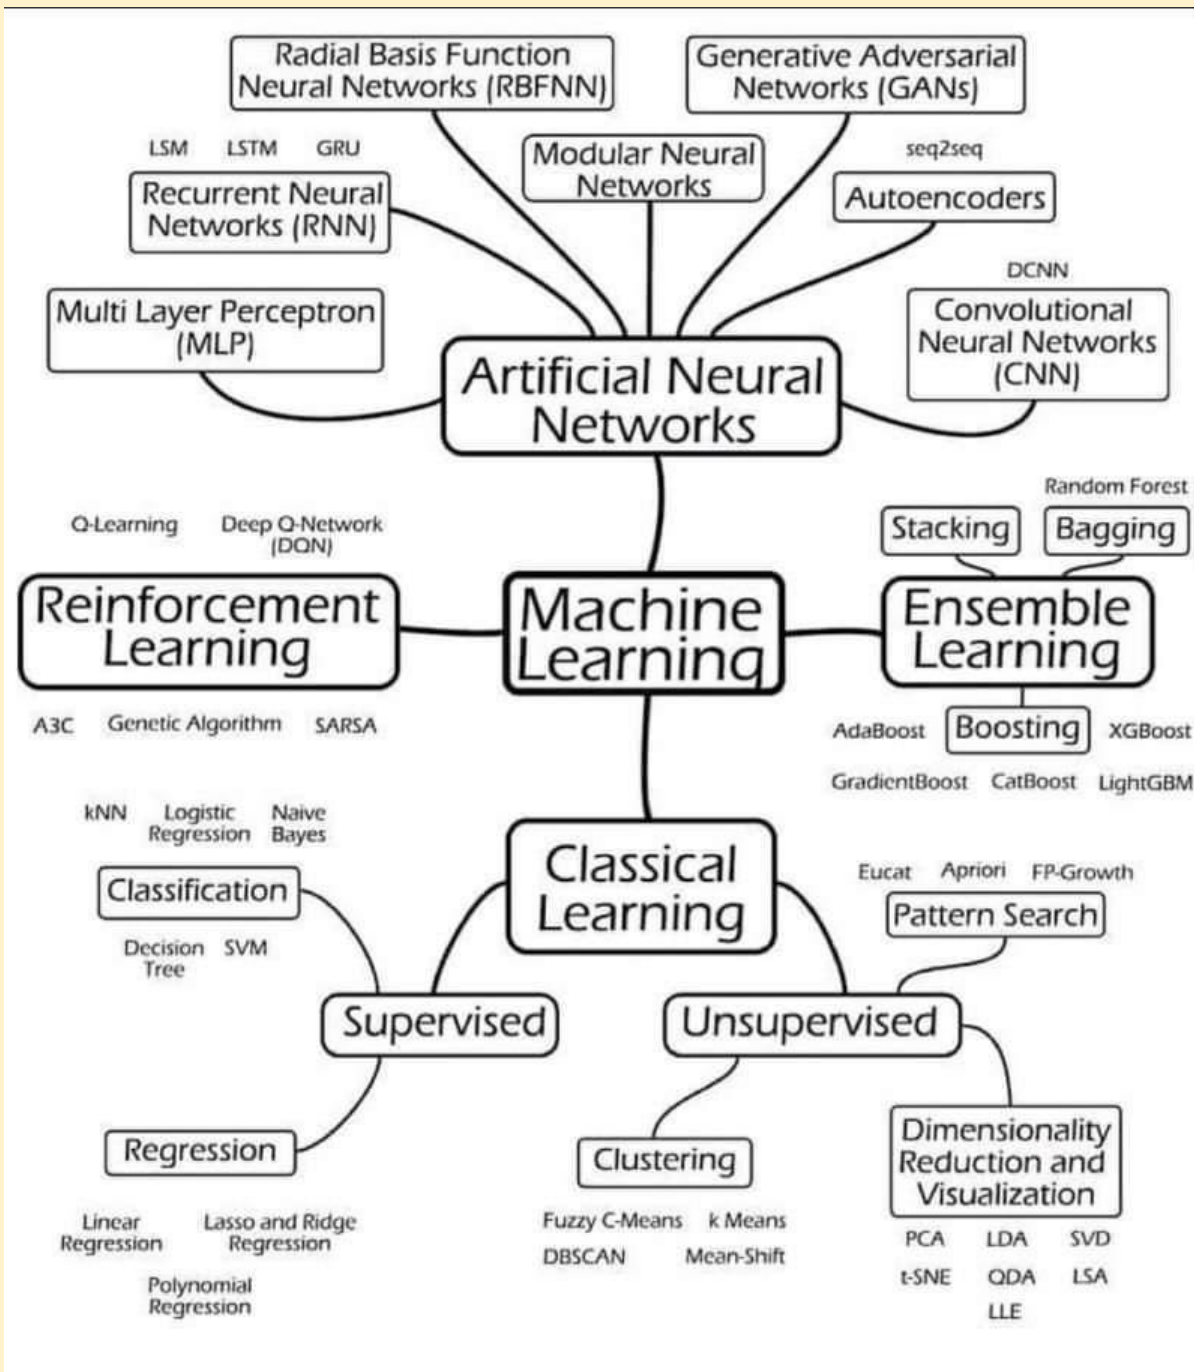 Radial Basis Function
Neural Networks (RBFNN)
Generative Adversarial
Networks (GANs)
LSM LSTM GRU
Recurrent Neural
Networks (RNN)
Modular Neural
Networks
seq2seq
Autoencoders
DCNN
Multi Layer Perceptron
(MLP)
Convolutional
Neural Networks
(CNN)
Artificial Neural
Networks
Q-Learning
Deep Q-Network
(DQN)
Reinforcement
Learning
A3C Genetic Algorithm SARSA
Machine
Learning
Random Forest
Stacking
Bagging
Ensemble
Learning
AdaBoost
Boosting
XGBoost
GradientBoost CatBoost LightGBM
kNN
Logistic
Regression
Naive
Bayes
Classification
Decision
Tree
SVM
Classical
Learning
Eucat Apriori FP-Growth
Pattern Search
Supervised
Unsupervised
Regression
Linear
Regression
Lasso and Ridge
Regression
Polynomial
Regression
Clustering
Fuzzy C-Means k Means
DBSCAN Mean-Shift
Dimensionality
Reduction and
Visualization
PCA LDA SVD
t-SNE QDA LSA
LLE